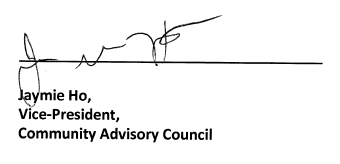 Jaymie Ho,
Vice-President,
Community Advisory Council